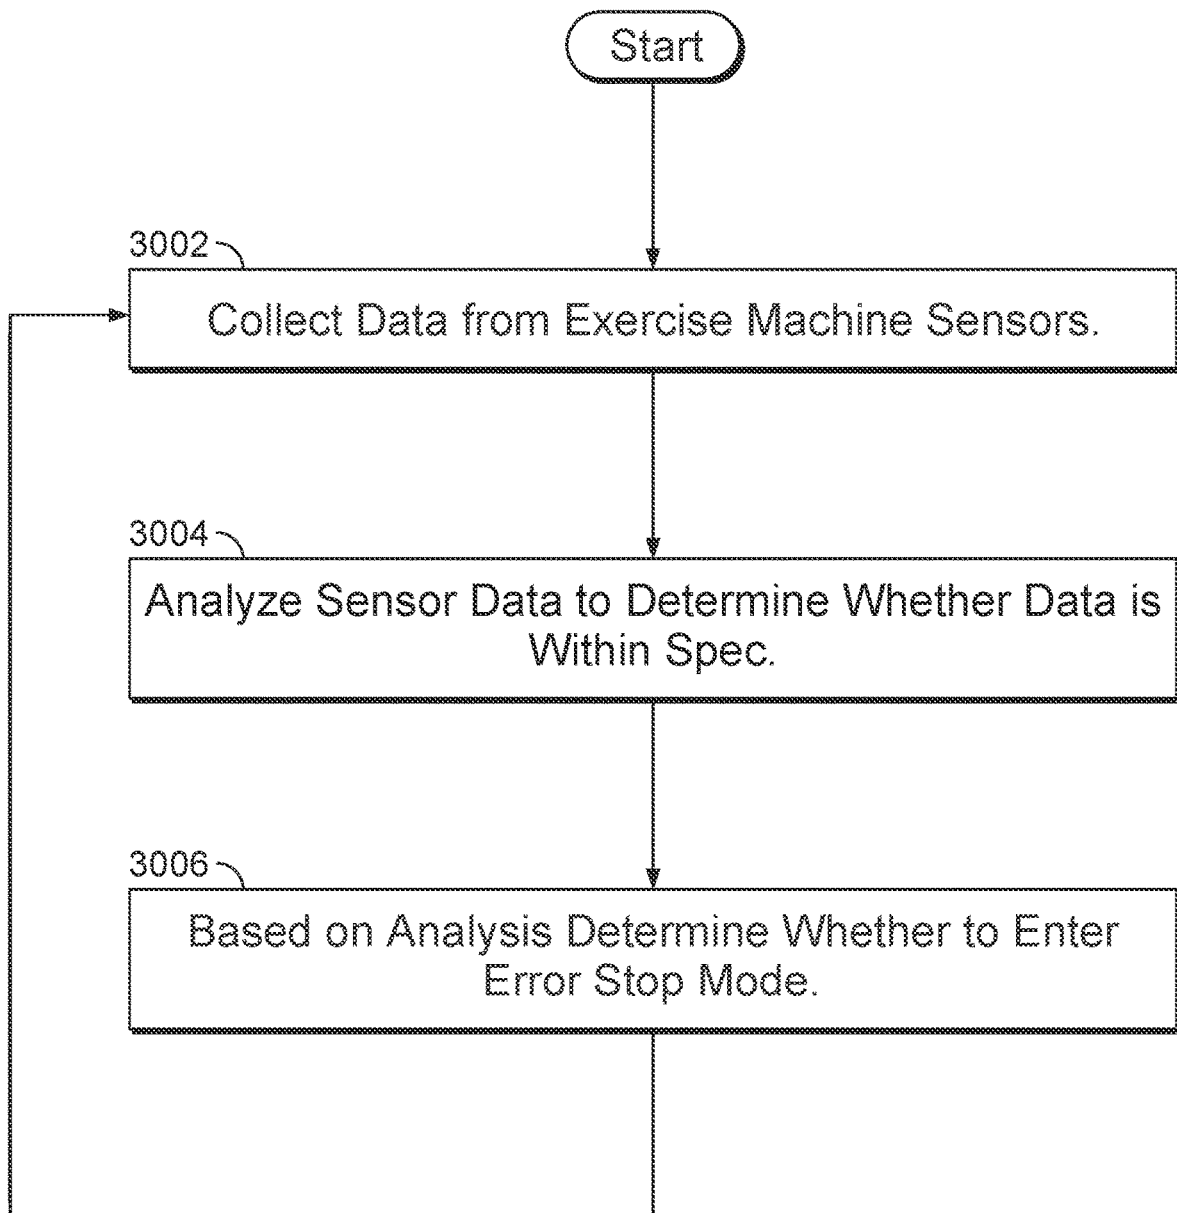 Start
3002
Collect Data from Exercise Machine Sensors.
3004
Analyze Sensor Data to Determine Whether Data is
Within Spec.
3006
Based on Analysis Determine Whether to Enter
Error Stop Mode.